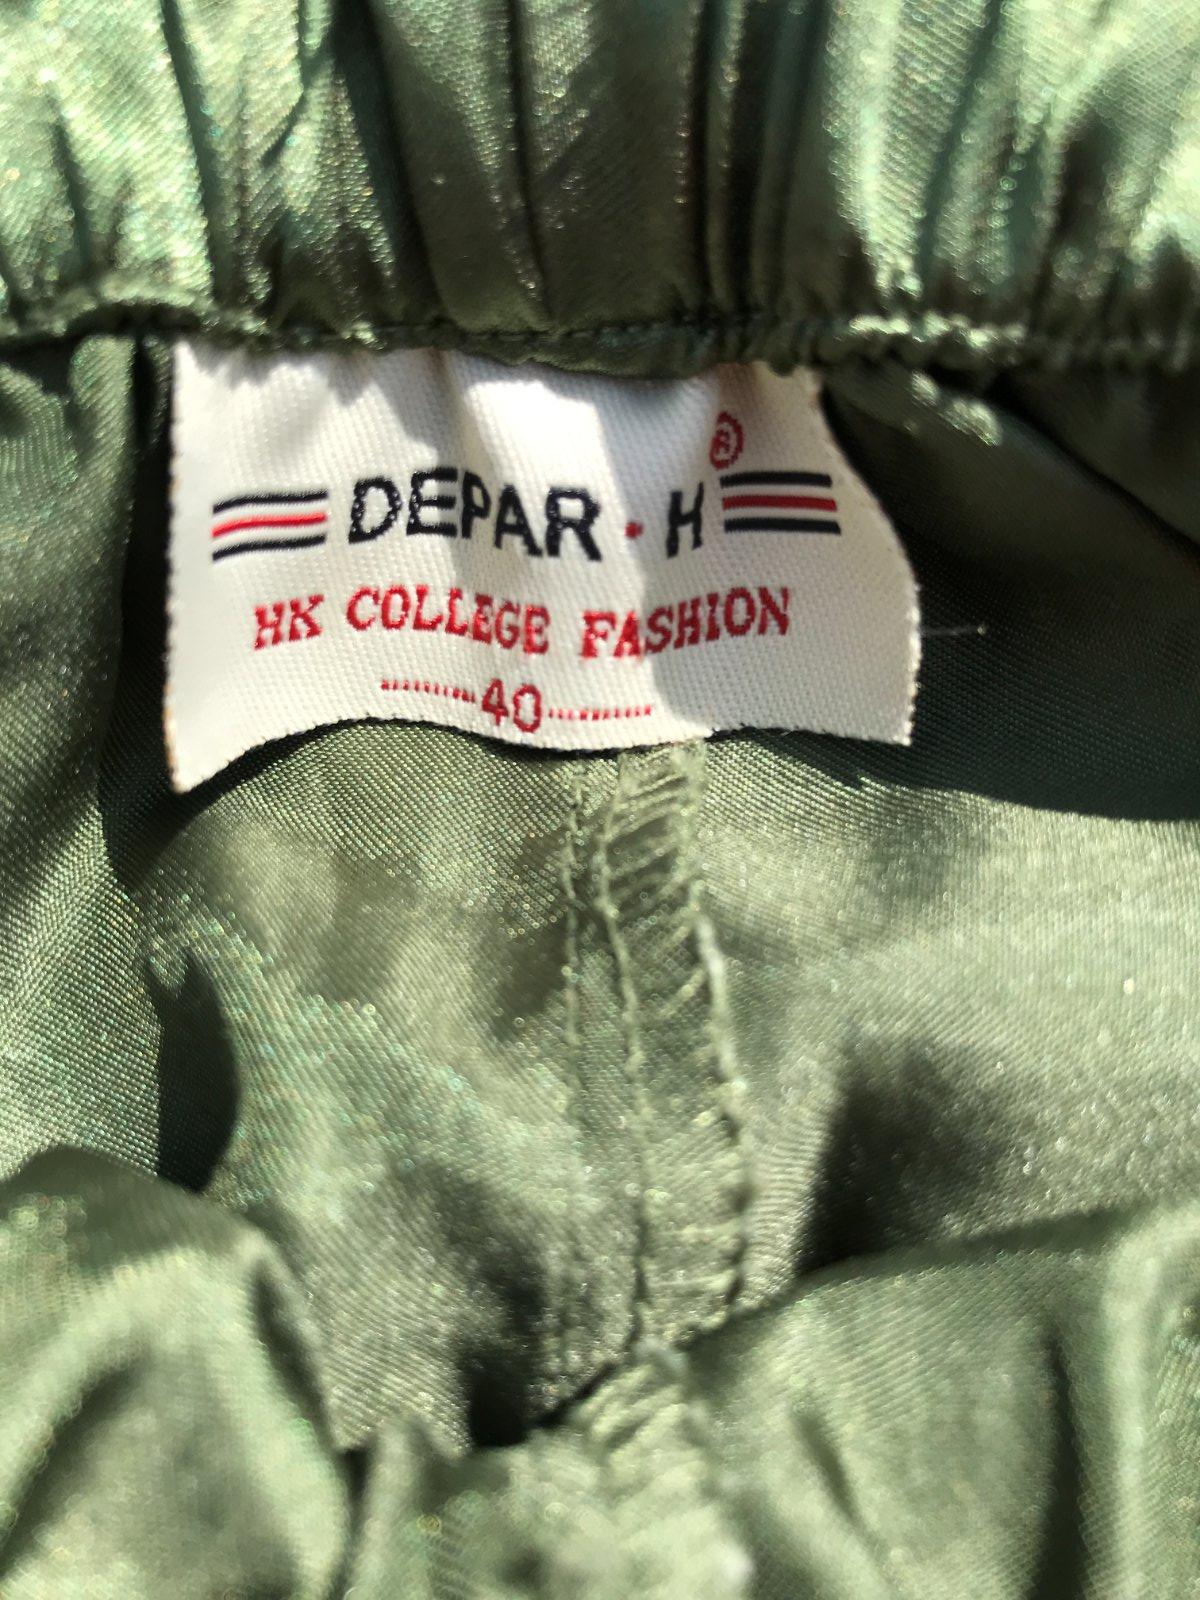 DEPAR · H ®
HK COLLEGE FASHION
40